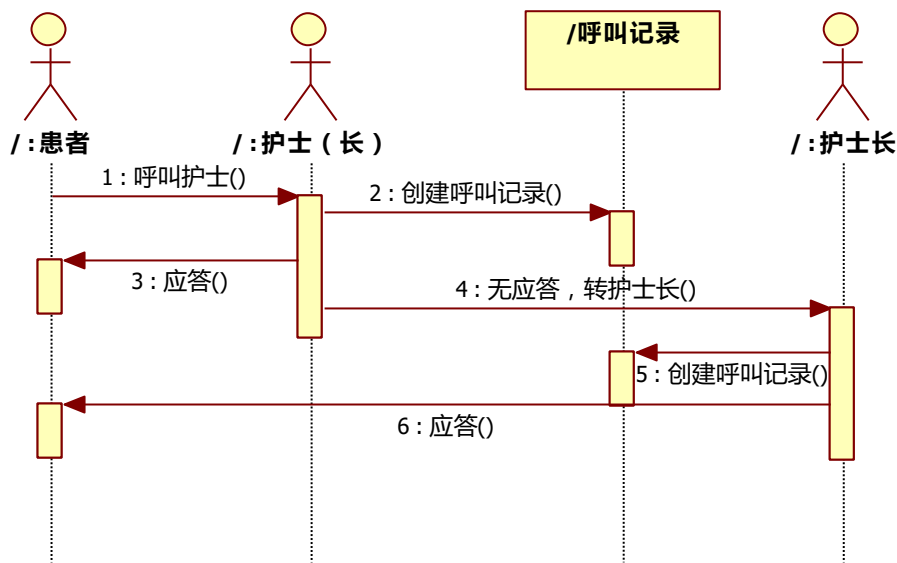 /呼叫记录
/ :患者
/ :护士（长）
/ :护士长
1 : 呼叫护士()
2 : 创建呼叫记录()
3 : 应答()
4 : 无应答，转护士长()
5 : 创建呼叫记录()
6 : 应答()